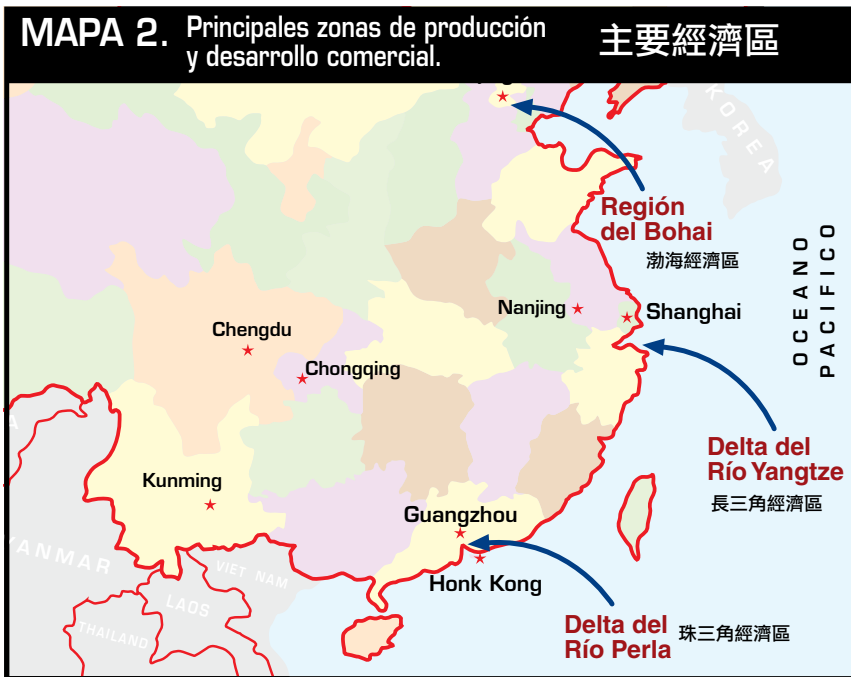 MAPA 2.
Principales zonas de producción
y desarrollo comercial.
主要經濟區
KOREA
Región
del Bohai
渤海經濟區
OCEANO
PACIFICO
Nanjing
Shanghai
Chengdu
Chongqing
Delta del
Río Yangtze
長三角經濟區
Kunming
Guangzhou
Honk Kong
VIET NAM
LAOS
THAILAND
Delta del
Río Perla
珠三角經濟區